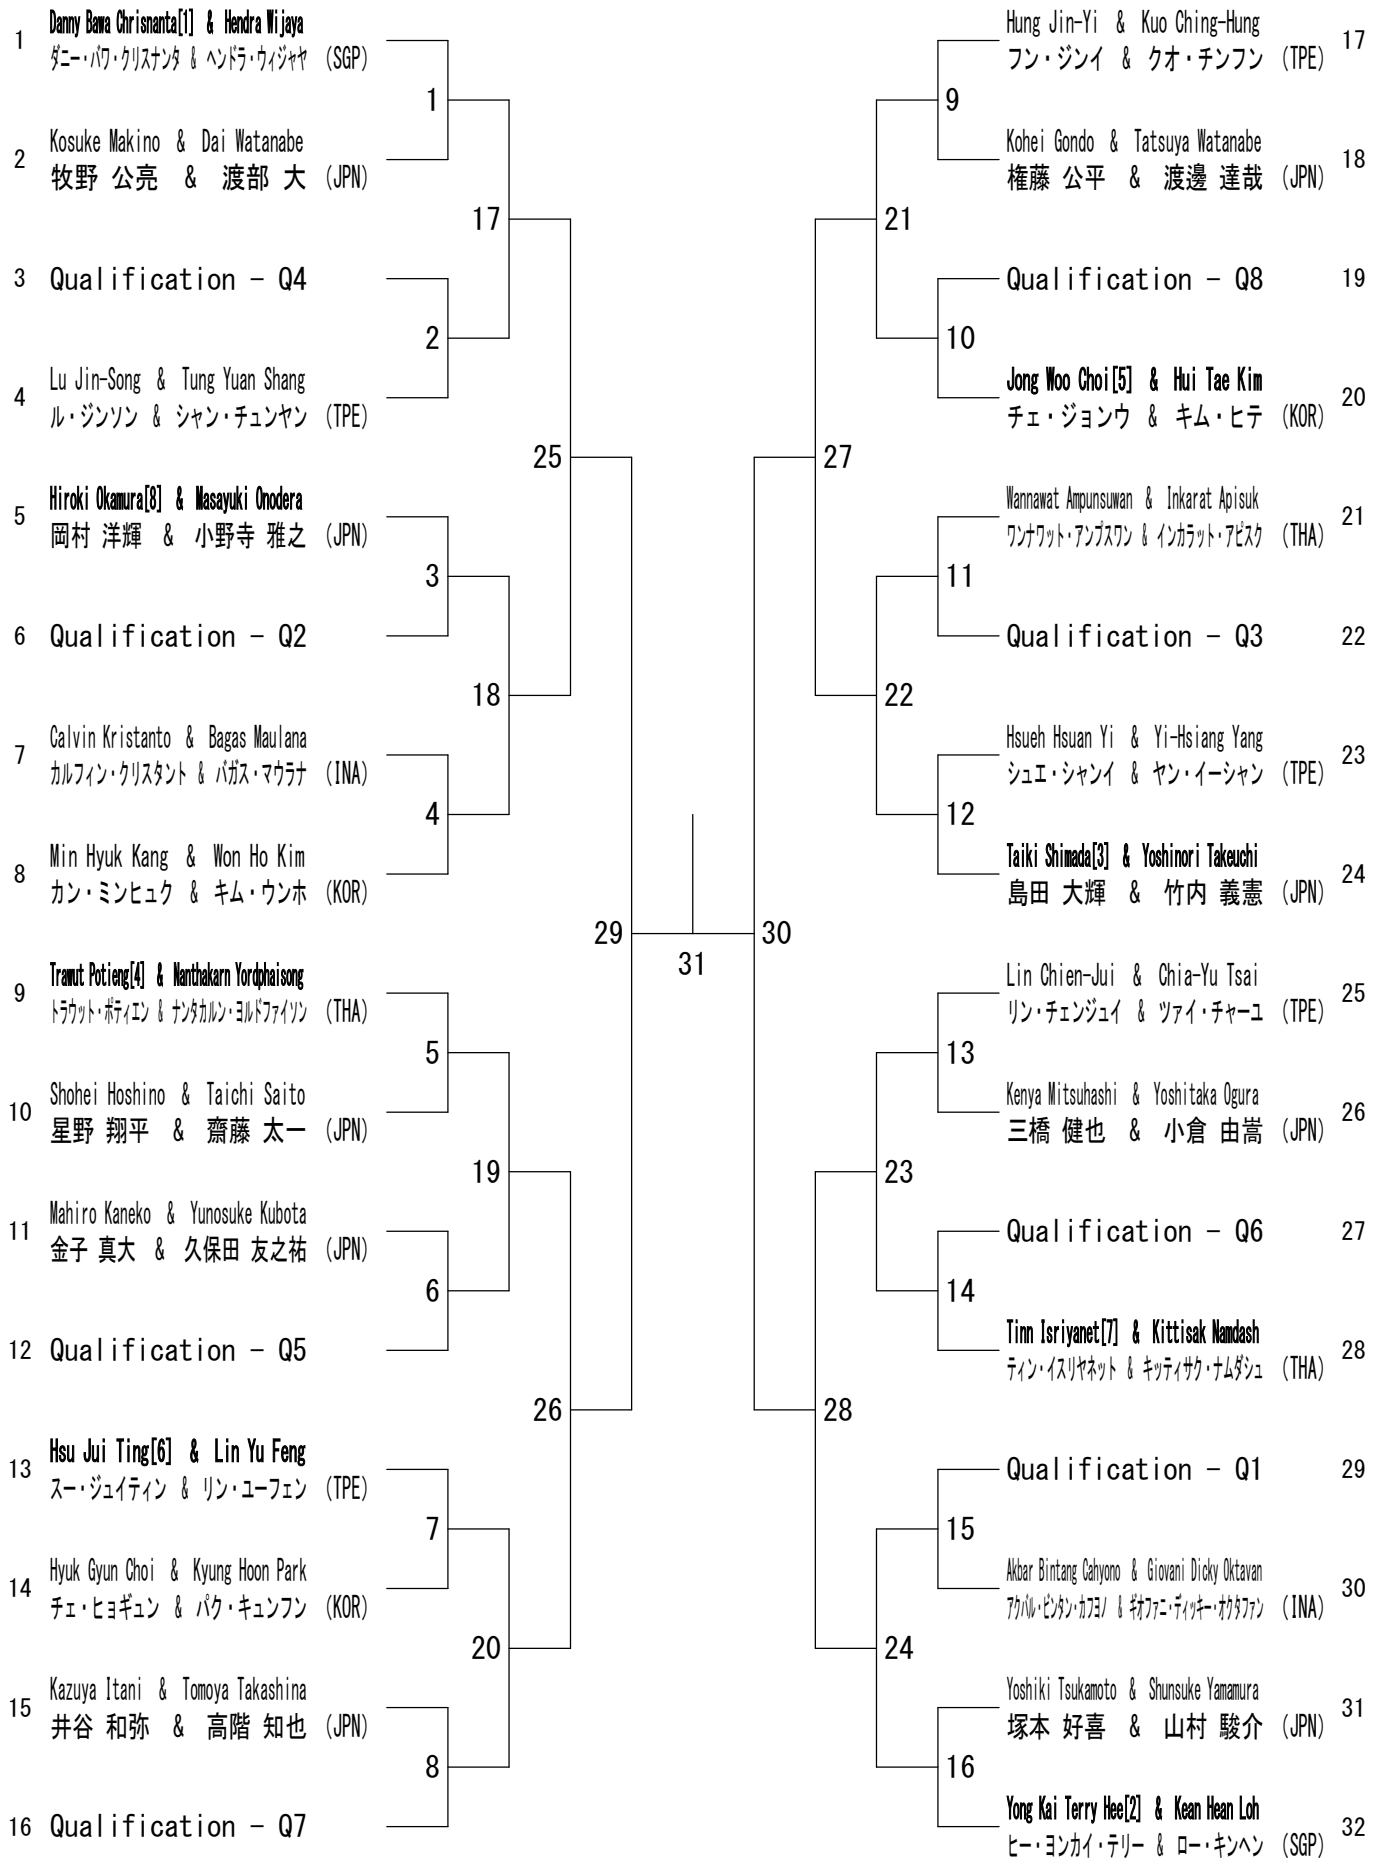 1 Danny Bawa Chrisnanta[1] & Hendra Wijaya
ダニー・バワ・クリスナンタ & ヘンドラ・ウィジャヤ (SGP)
1
2 Kosuke Makino & Dai Watanabe
牧野 公亮 & 渡部 大 (JPN)
17
3 Qualification - Q4
2
4 Lu Jin-Song & Tung Yuan Shang
ル・ジンソン & シャン・チュンヤン (TPE)
25
5 Hiroki Okamura[8] & Masayuki Onodera
岡村 洋輝 & 小野寺 雅之 (JPN)
3
6 Qualification - Q2
18
7 Calvin Kristanto & Bagas Maulana
カルフィン・クリスタント & バガス・マウラナ (INA)
4
8 Min Hyuk Kang & Won Ho Kim
カン・ミンヒュク & キム・ウンホ (KOR)
29
9 Trawut Potieng[4] & Nanthakarn Yordphaisong
トラウット・ポティエン & ナンタカルン・ヨルドファイソン (THA)
5
10 Shohei Hoshino & Taichi Saito
星野 翔平 & 齋藤 太一 (JPN)
19
11 Mahiro Kaneko & Yunosuke Kubota
金子 真大 & 久保田 友之祐 (JPN)
6
12 Qualification - Q5
26
13 Hsu Jui Ting[6] & Lin Yu Feng
スー・ジュイティン & リン・ユーフェン (TPE)
7
14 Hyuk Gyun Choi & Kyung Hoon Park
チェ・ヒョギュン & パク・キュンフン (KOR)
20
15 Kazuya Itani & Tomoya Takashina
井谷 和弥 & 高階 知也 (JPN)
8
16 Qualification - Q7
31
Hung Jin-Yi & Kuo Ching-Hung 17
フン・ジンイ & クオ・チンフン (TPE)
9
Kohei Gondo & Tatsuya Watanabe 18
権藤 公平 & 渡邊 達哉 (JPN)
21
Qualification - Q8 19
10
Jong Woo Choi[5] & Hui Tae Kim 20
チェ・ジョンウ & キム・ヒテ (KOR)
27
Wannawat Ampunsuwan & Inkarat Apisuk 21
ワンナワット・アンプスワン & インカラット・アピスク (THA)
11
Qualification - Q3 22
22
Hsueh Hsuan Yi & Yi-Hsiang Yang 23
シュエ・シャンイ & ヤン・イーシャン (TPE)
12
Taiki Shimada[3] & Yoshinori Takeuchi 24
島田 大輝 & 竹内 義憲 (JPN)
30
Lin Chien-Jui & Chia-Yu Tsai 25
リン・チェンジュイ & ツァイ・チャーユ (TPE)
13
Kenya Mitsuhashi & Yoshitaka Ogura 26
三橋 健也 & 小倉 由嵩 (JPN)
23
Qualification - Q6 27
14
Tinn Isriyanet[7] & Kittisak Namdash 28
ティン・イスリヤネット & キッティサク・ナムダシュ (THA)
28
Qualification - Q1 29
15
Akbar Bintang Cahyono & Giovani Dicky Oktavan 30
アクバル・ビンタン・カフヨノ & ギオファニ・ディッキー・オクタファン (INA)
24
Yoshiki Tsukamoto & Shunsuke Yamamura 31
塚本 好喜 & 山村 駿介 (JPN)
16
Yong Kai Terry Hee[2] & Kean Hean Loh 32
ヒー・ヨンカイ・テリー & ロー・キンヘン (SGP)